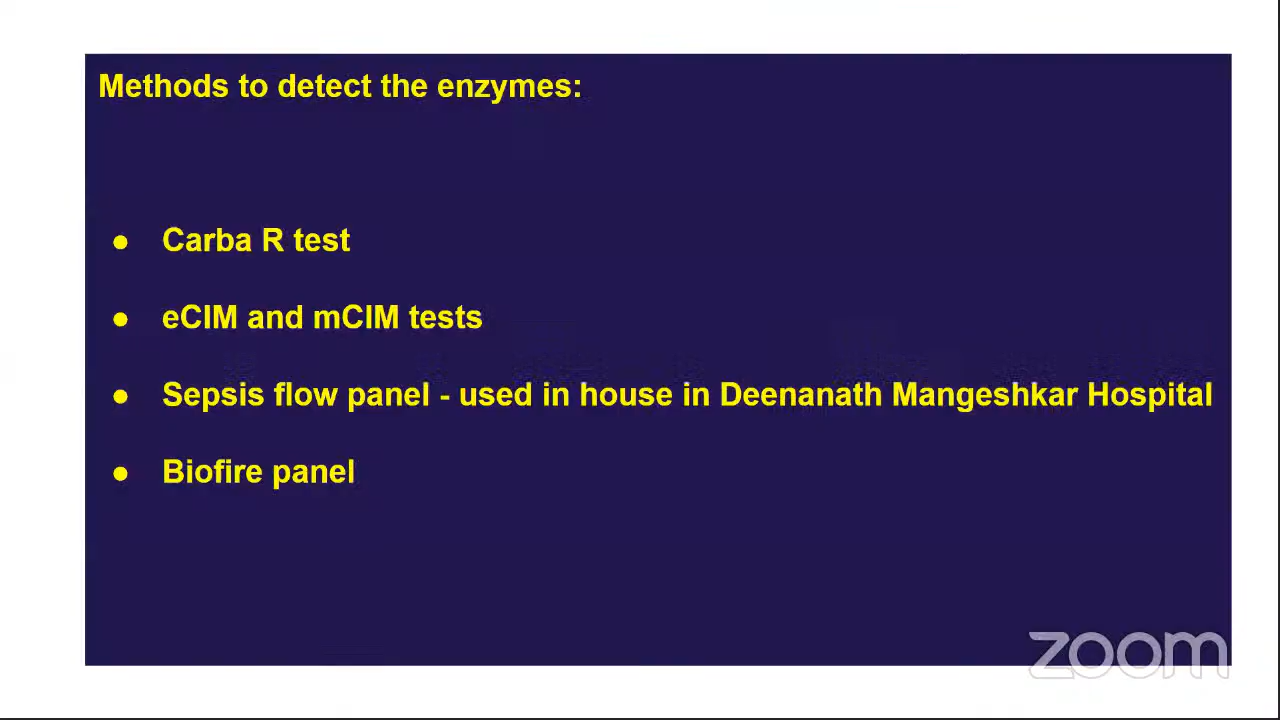 Methods to detect the enzymes:
● Carba R test
● eCIM and mCIM tests
● Sepsis flow panel - used in house in Deenanath Mangeshkar Hospital
● Biofire panel
zoom